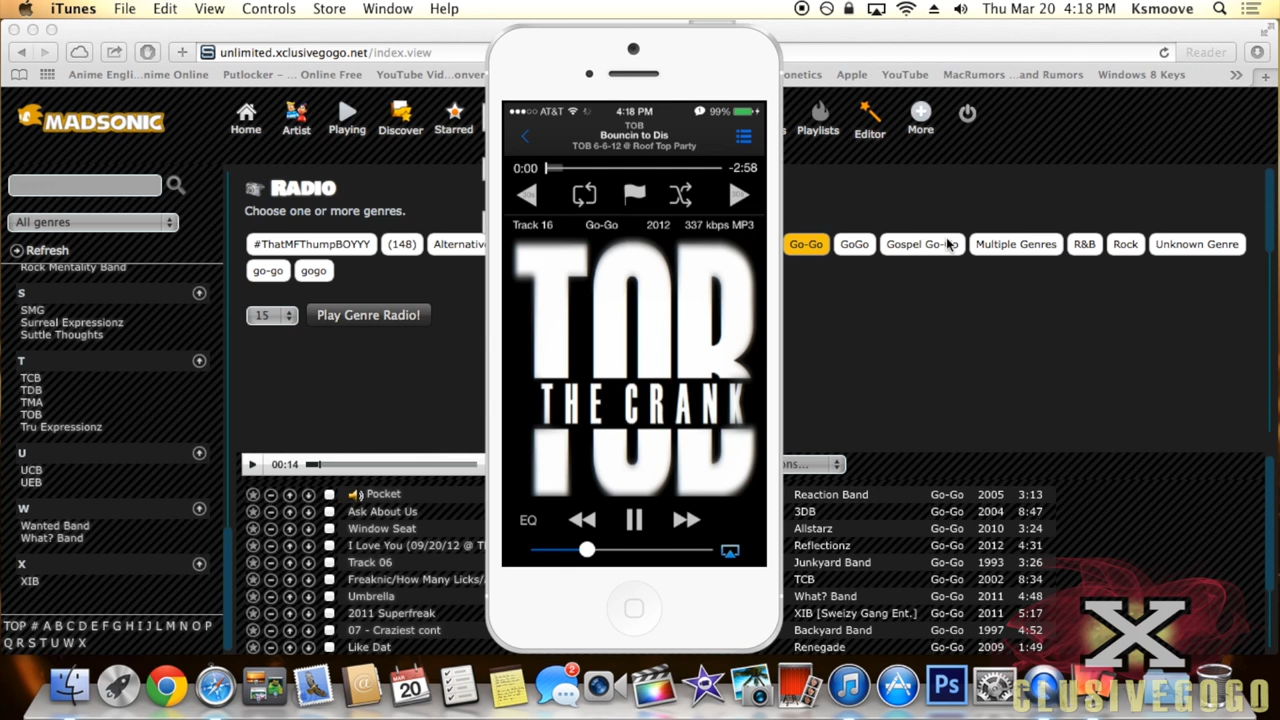 iTunes File Edit View Controls Store Window Help Thu Mar 20 4:18 PM Ksmoove
unlimited.xclusivegogo.net/index.view Reader
Anime Engli...nime Online Putlocker - ... Online Free YouTube Vid...onver onetics Apple YouTube MacRumors ...and Rumors Windows 8 Keys
MADSONIC
Home Artist Playing Discover Starred Playlists Editor More
All genres
Refresh
Rock Mentality Band
S
SMG
Surreal Expressionz
Suttle Thoughts
T
TCB
TDB
TMA
TOB
Tru Expressionz
U
UCB
UEB
W
Wanted Band
What? Band
X
XIB
TOP # A B C D E F G H I J L M N O P
Q R S T U W X
RADIO
Choose one or more genres.
#ThatMFThumpBOYYY (148) Alternative Go-Go GoGo Gospel Go-Go Multiple Genres R&B Rock Unknown Genre
go-go gogo
15 Play Genre Radio!
00:14 ons...
Pocket Reaction Band Go-Go 2005 3:13
Ask About Us 3DB Go-Go 2004 8:47
Window Seat Allstarz Go-Go 2010 3:24
I Love You (09/20/12 @ T Reflectionz Go-Go 2012 4:31
Track 06 Junkyard Band Go-Go 1993 3:26
Freaknic/How Many Licks/ TCB Go-Go 2002 8:34
Umbrella What? Band Go-Go 2011 4:48
2011 Superfreak XIB [Sweizy Gang Ent.] Go-Go 2011 5:17
07 - Craziest cont Backyard Band Go-Go 1997 4:52
Like Dat Renegade Go-Go 2009 1:49
AT&T 4:18 PM 99%
TOB
Bouncin to Dis
TOB 6-6-12 @ Roof Top Party
0:00 -2:58
Track 16 Go-Go 2012 337 kbps MP3
TOB
THE CRANK
EQ
MAR
20
2
Ps
X
CLUSIVEGOGO